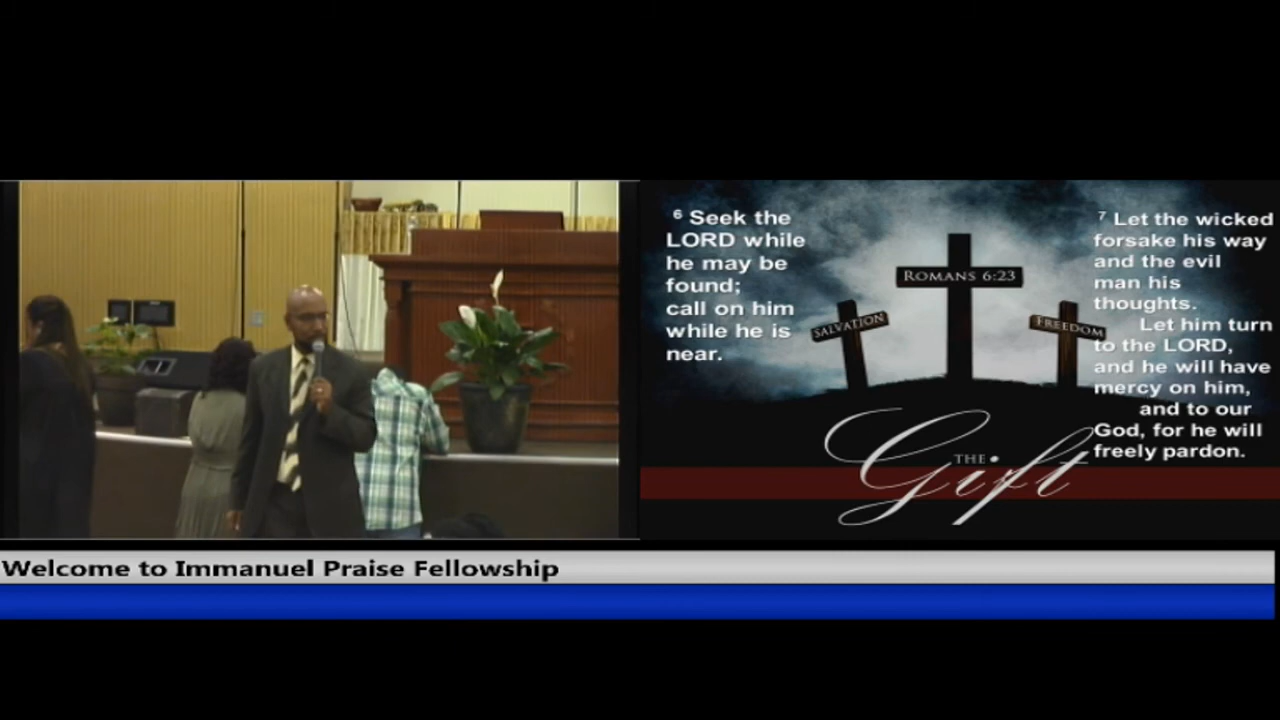 ⁶ Seek the
LORD while
he may be
found;
call on him
while he is
near.
ROMANS 6:23
SALVATION
FREEDOM
THE
Gift
⁷ Let the wicked
forsake his way
and the evil
man his
thoughts.
Let him turn
to the LORD,
and he will have
mercy on him,
and to our
God, for he will
freely pardon.
Welcome to Immanuel Praise Fellowship